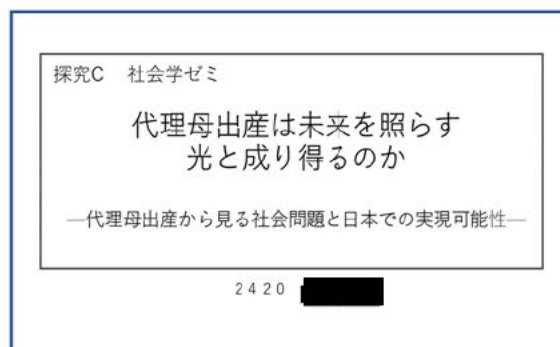 探究C　社会学ゼミ
代理母出産は未来を照らす
光と成り得るのか
―代理母出産から見る社会問題と日本での実現可能性―
2420